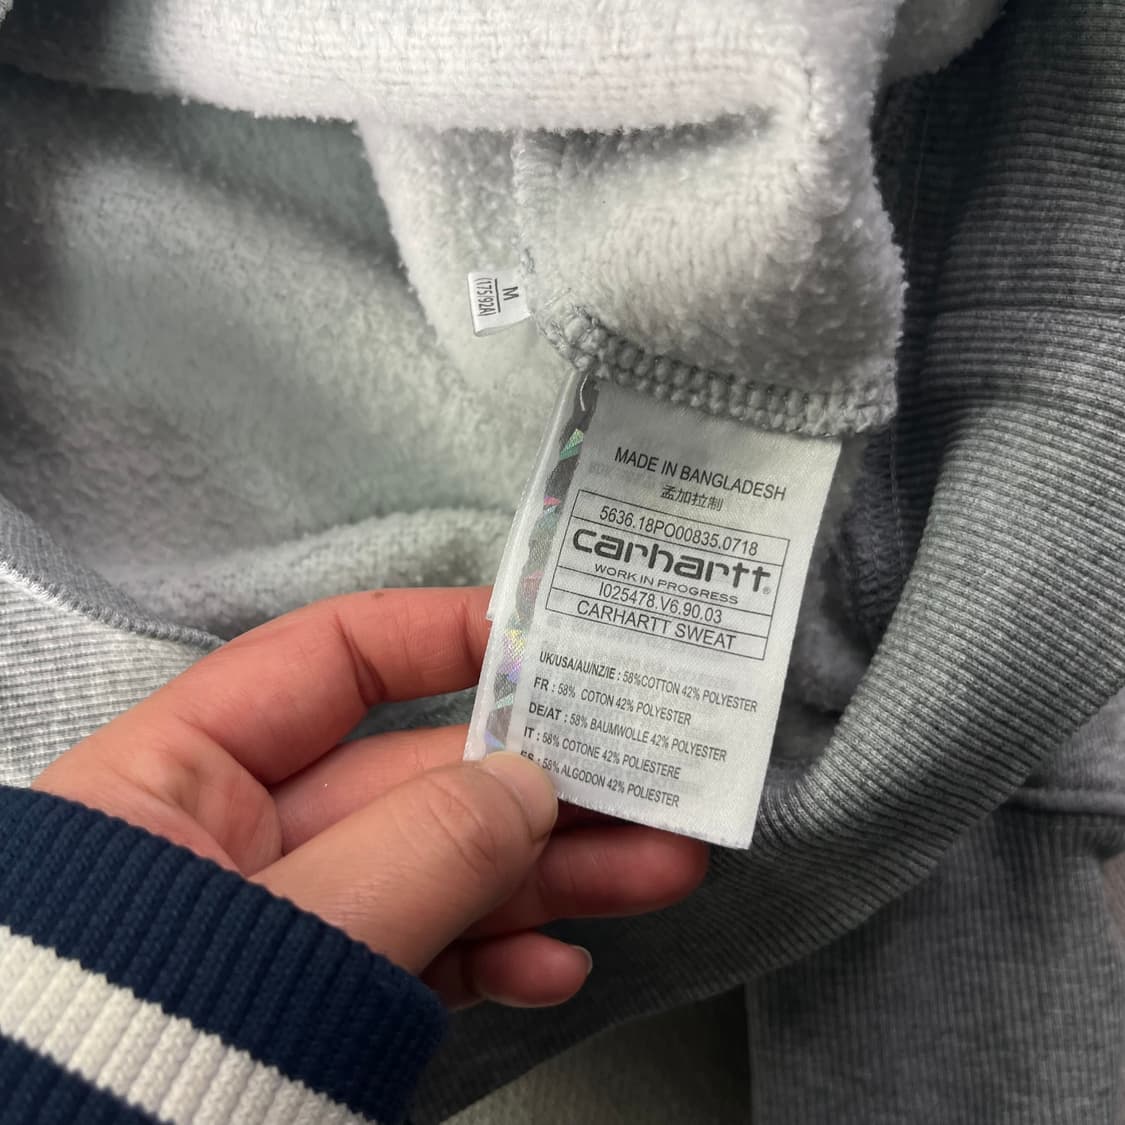 M
(175/92A)
MADE IN BANGLADESH
孟加拉制
5636.18PO00835.0718
carhartt®
WORK IN PROGRESS
I025478.V6.90.03
CARHARTT SWEAT
UK/USA/AU/NZ/IE : 58%COTTON 42% POLYESTER
FR : 58% COTON 42% POLYESTER
DE/AT : 58% BAUMWOLLE 42% POLYESTER
IT : 58% COTONE 42% POLIESTERE
ES : 58% ALGODON 42% POLIESTER